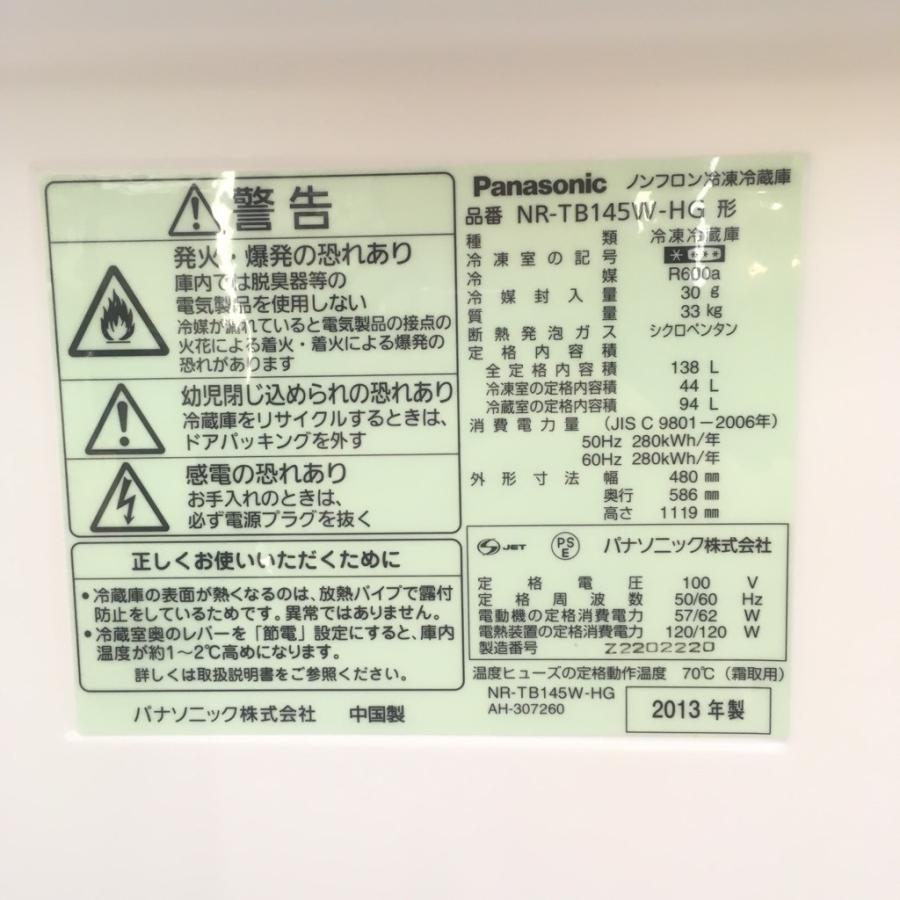 警告
発火・爆発の恐れあり
庫内では脱臭器等の
電気製品を使用しない
冷媒が漏れていると電気製品の接点の
火花による着火・着火による爆発の
恐れがあります
幼児閉じ込められの恐れあり
冷蔵庫をリサイクルするときは、
ドアパッキングを外す
感電の恐れあり
お手入れのときは、
必ず電源プラグを抜く
正しくお使いいただくために
●冷蔵庫の表面が熱くなるのは、放熱パイプで露付
防止をしているためです。異常ではありません。
●冷蔵室奥のレバーを「節電」設定にすると、庫内
温度が約1～2℃高めになります。
詳しくは取扱説明書をご参照ください。
パナソニック株式会社 中国製
Panasonic ノンフロン冷凍冷蔵庫
品番 NR-TB145W-HG 形
種類 冷凍冷蔵庫
冷凍室の記号 ****
冷媒 R600a
冷媒封入量 30 g
質量 33 kg
断熱発泡ガス シクロペンタン
定格内容積
全定格内容積 138 L
冷凍室の定格内容積 44 L
冷蔵室の定格内容積 94 L
消費電力量 (JIS C 9801－2006年)
50Hz 280kWh/年
60Hz 280kWh/年
外形寸法 幅 480 mm
奥行 586 mm
高さ 1119 mm
JET PS E パナソニック株式会社
定格電圧 100 V
定格周波数 50/60 Hz
電動機の定格消費電力 57/62 W
電熱装置の定格消費電力 120/120 W
製造番号 Z2202220
温度ヒューズの定格動作温度 70℃ (霜取用)
NR-TB145W-HG
AH-307260
2013 年製